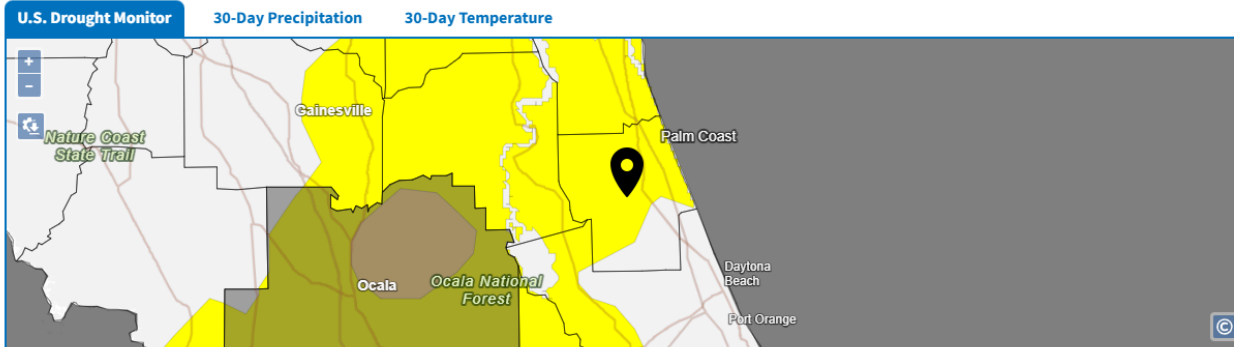 U.S. Drought Monitor
30-Day Precipitation
30-Day Temperature
+
−
Gainesville
Nature Coast
State Trail
Palm Coast
Ocala
Ocala National
Forest
Daytona
Beach
Port Orange
©